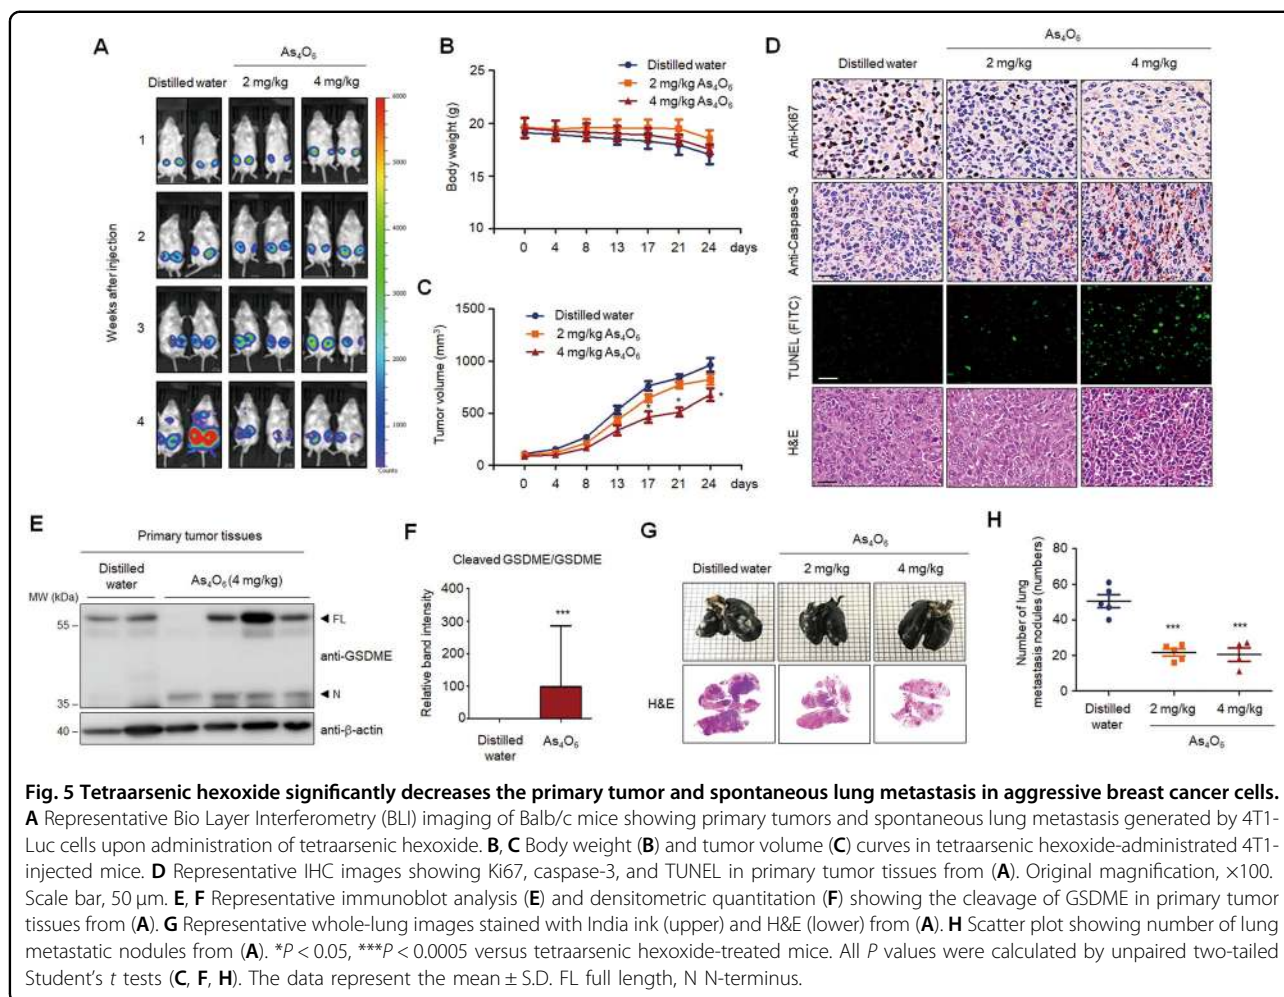 A
As₄O₆
Distilled water 2 mg/kg 4 mg/kg
Weeks after injection
1
2
3
4
6000
5000
4000
3000
2000
1000
Counts
B
Distilled water
2 mg/kg As₄O₆
4 mg/kg As₄O₆
Body weight (g)
25
20
15
10
0 4 8 13 17 21 24 days
C
Distilled water
2 mg/kg As₄O₆
4 mg/kg As₄O₆
Tumor volume (mm³)
1500
1000
500
0
* * *
0 4 8 13 17 21 24 days
D
As₄O₆
Distilled water 2 mg/kg 4 mg/kg
Anti-Ki67
Anti-Caspase-3
TUNEL (FITC)
H&E
E
Primary tumor tissues
Distilled water
As₄O₆ (4 mg/kg)
MW (kDa)
55
35
40
◄ FL
anti-GSDME
◄ N
anti-β-actin
F
Cleaved GSDME/GSDME
Relative band intensity
400
300
200
100
0
***
Distilled water
As₄O₆
G
As₄O₆
Distilled water 2 mg/kg 4 mg/kg
H&E
H
Number of lung
metastasis nodules (numbers)
80
60
40
20
0
*** ***
Distilled water
2 mg/kg 4 mg/kg
As₄O₆
Fig. 5 Tetraarsenic hexoxide significantly decreases the primary tumor and spontaneous lung metastasis in aggressive breast cancer cells.
A Representative Bio Layer Interferometry (BLI) imaging of Balb/c mice showing primary tumors and spontaneous lung metastasis generated by 4T1-
Luc cells upon administration of tetraarsenic hexoxide. B, C Body weight (B) and tumor volume (C) curves in tetraarsenic hexoxide-administrated 4T1-
injected mice. D Representative IHC images showing Ki67, caspase-3, and TUNEL in primary tumor tissues from (A). Original magnification, ×100.
Scale bar, 50 μm. E, F Representative immunoblot analysis (E) and densitometric quantitation (F) showing the cleavage of GSDME in primary tumor
tissues from (A). G Representative whole-lung images stained with India ink (upper) and H&E (lower) from (A). H Scatter plot showing number of lung
metastatic nodules from (A). *P < 0.05, ***P < 0.0005 versus tetraarsenic hexoxide-treated mice. All P values were calculated by unpaired two-tailed
Student's t tests (C, F, H). The data represent the mean ± S.D. FL full length, N N-terminus.